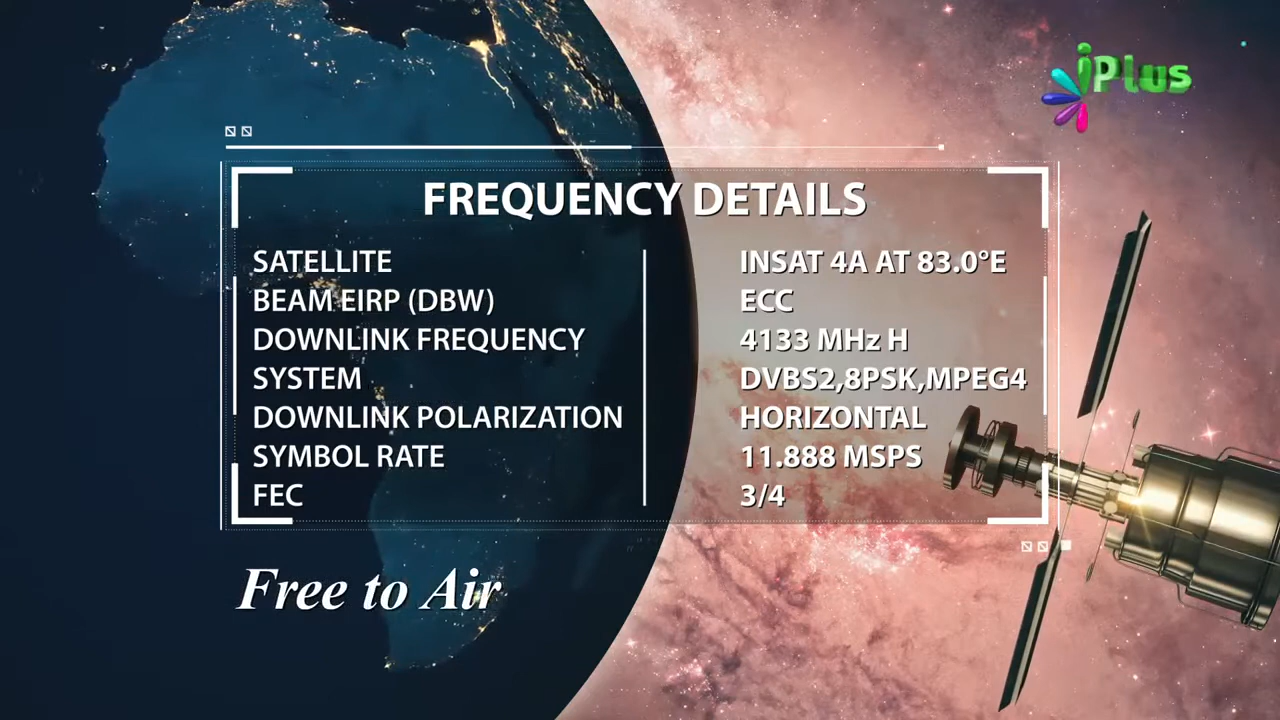 iPlus
FREQUENCY DETAILS
SATELLITE INSAT 4A AT 83.0°E
BEAM EIRP (DBW) ECC
DOWNLINK FREQUENCY 4133 MHz H
SYSTEM DVBS2,8PSK,MPEG4
DOWNLINK POLARIZATION HORIZONTAL
SYMBOL RATE 11.888 MSPS
FEC 3/4
Free to Air